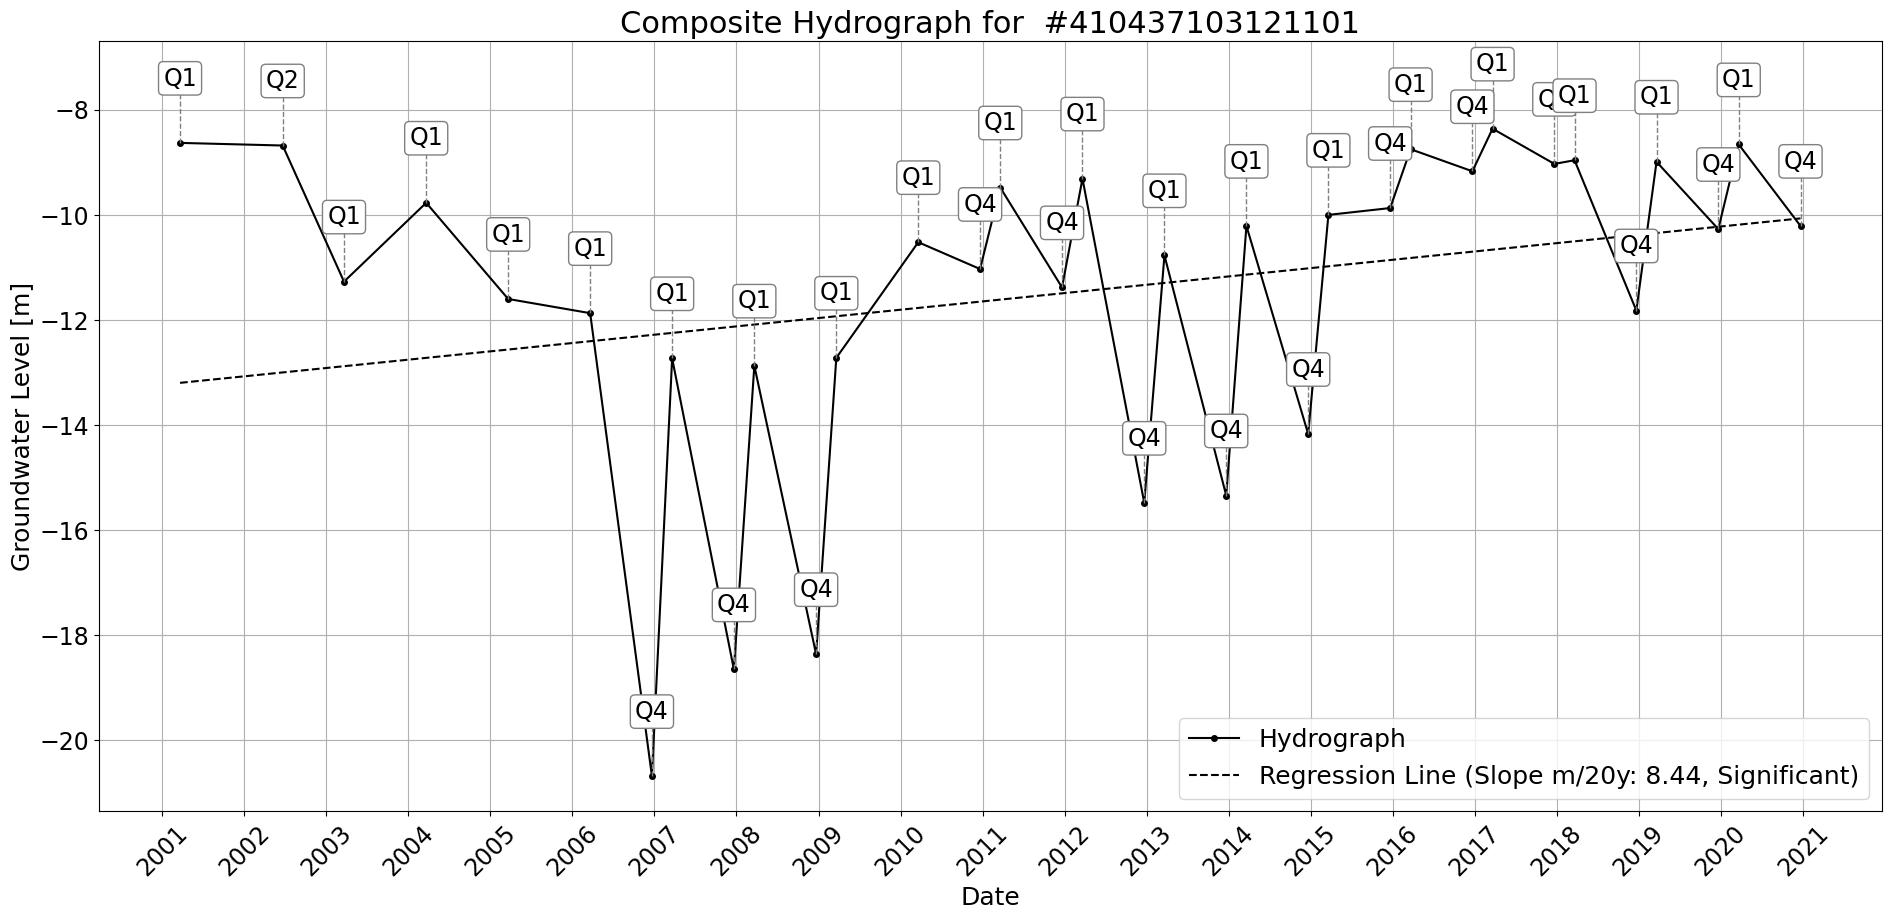 Composite Hydrograph for  #410437103121101
Groundwater Level [m]
−8
−10
−12
−14
−16
−18
−20
Q1
Q2
Q1
Q1
Q1
Q1
Q4
Q1
Q4
Q1
Q4
Q1
Q1
Q4
Q1
Q4
Q1
Q4
Q1
Q4
Q1
Q4
Q1
Q4
Q1
Q4
Q1
Q1
Q4
Q1
Q4
Q1
Q4
Hydrograph
Regression Line (Slope m/20y: 8.44, Significant)
2001
2002
2003
2004
2005
2006
2007
2008
2009
2010
2011
2012
2013
2014
2015
2016
2017
2018
2019
2020
2021
Date